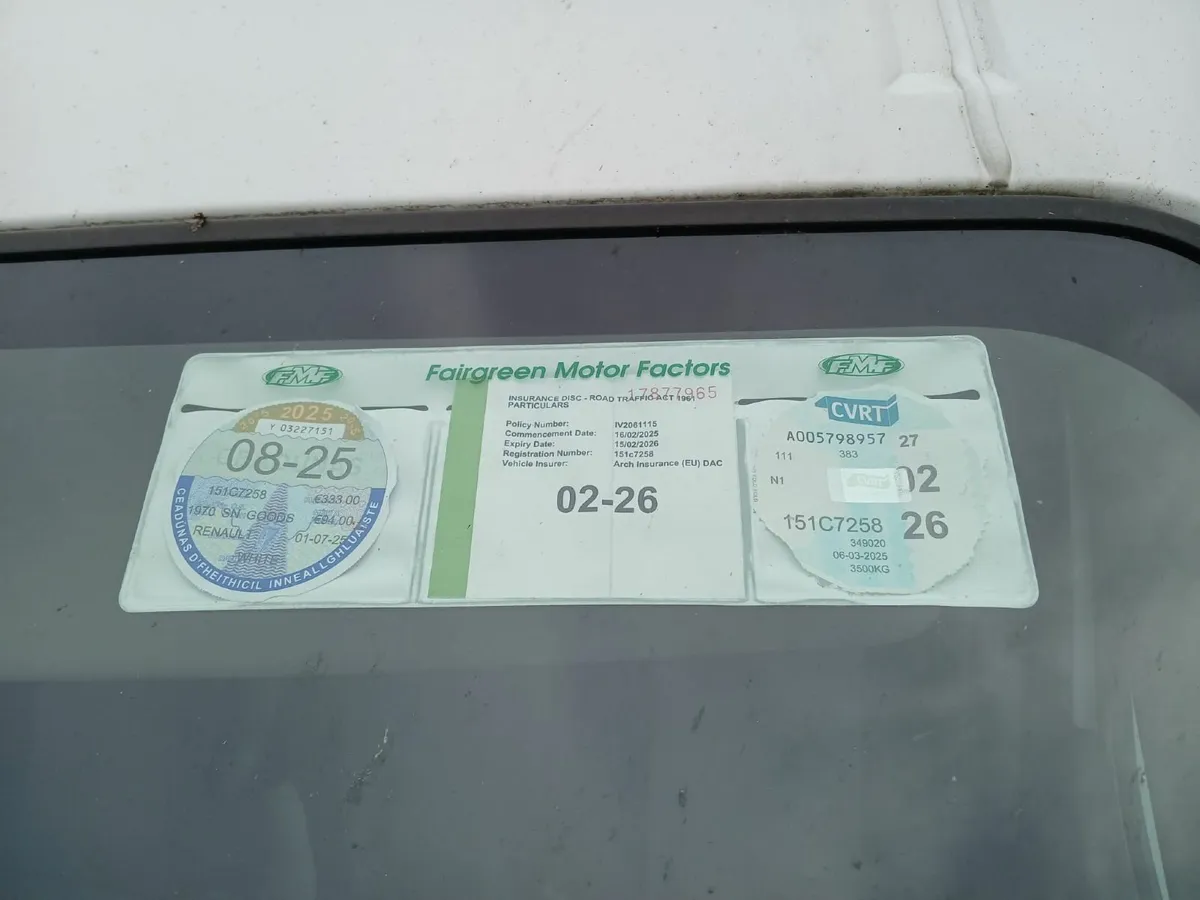 FMF
Fairgreen Motor Factors
FMF
2025
Y 03227151
08-25
151C7258
€333.00
1970 SN GOODS
€94.00
RENAULT
01-07-25
WHITE
CEADÚNAS D'FHEITHICIL INNEALLGHLUAISTE
17877965
INSURANCE DISC - ROAD TRAFFIC ACT 1961
PARTICULARS
Policy Number: IV2061115
Commencement Date: 16/02/2025
Expiry Date: 15/02/2026
Registration Number: 151c7258
Vehicle Insurer: Arch Insurance (EU) DAC
02-26
CVRT
A005798957 27
111 383
N1 02
151C7258 26
349020
06-03-2025
3500KG